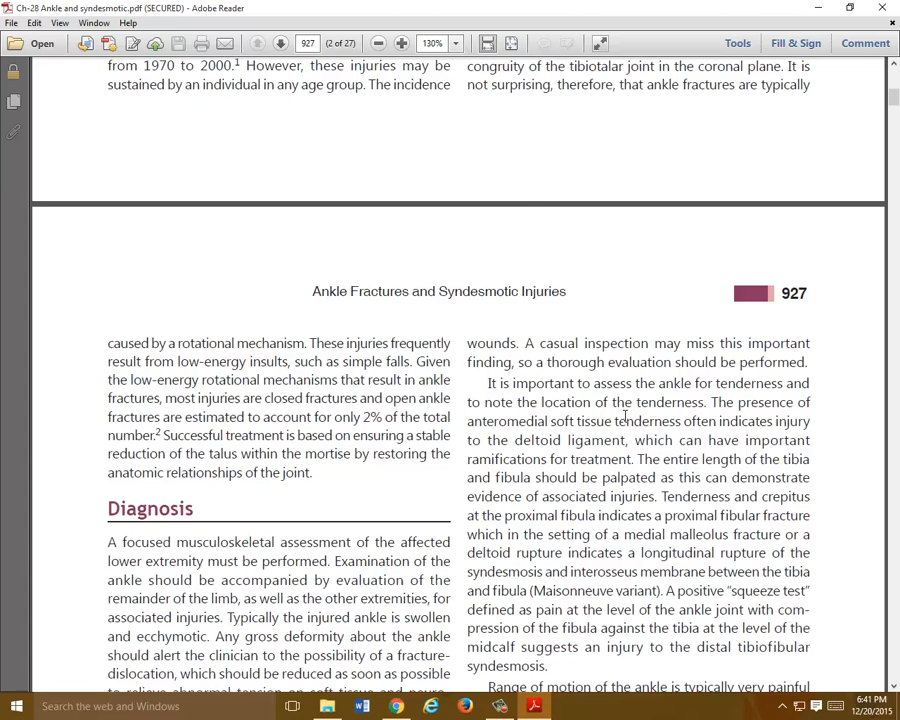 Ch-28 Ankle and syndesmotic.pdf (SECURED) - Adobe Reader
File Edit View Window Help
Open 927 (2 of 27) 130% Tools Fill & Sign Comment
from 1970 to 2000.1 However, these injuries may be
sustained by an individual in any age group. The incidence
congruity of the tibiotalar joint in the coronal plane. It is
not surprising, therefore, that ankle fractures are typically
Ankle Fractures and Syndesmotic Injuries 927
caused by a rotational mechanism. These injuries frequently
result from low-energy insults, such as simple falls. Given
the low-energy rotational mechanisms that result in ankle
fractures, most injuries are closed fractures and open ankle
fractures are estimated to account for only 2% of the total
number.2 Successful treatment is based on ensuring a stable
reduction of the talus within the mortise by restoring the
anatomic relationships of the joint.
Diagnosis
A focused musculoskeletal assessment of the affected
lower extremity must be performed. Examination of the
ankle should be accompanied by evaluation of the
remainder of the limb, as well as the other extremities, for
associated injuries. Typically the injured ankle is swollen
and ecchymotic. Any gross deformity about the ankle
should alert the clinician to the possibility of a fracture-
dislocation, which should be reduced as soon as possible
to relieve abnormal tension on soft tissue and neuro-
wounds. A casual inspection may miss this important
finding, so a thorough evaluation should be performed.
It is important to assess the ankle for tenderness and
to note the location of the tenderness. The presence of
anteromedial soft tissue tenderness often indicates injury
to the deltoid ligament, which can have important
ramifications for treatment. The entire length of the tibia
and fibula should be palpated as this can demonstrate
evidence of associated injuries. Tenderness and crepitus
at the proximal fibula indicates a proximal fibular fracture
which in the setting of a medial malleolus fracture or a
deltoid rupture indicates a longitudinal rupture of the
syndesmosis and interosseus membrane between the tibia
and fibula (Maisonneuve variant). A positive “squeeze test”
defined as pain at the level of the ankle joint with com-
pression of the fibula against the tibia at the level of the
midcalf suggests an injury to the distal tibiofibular
syndesmosis.
Range of motion of the ankle is typically very painful
Search the web and Windows
6:41 PM
12/20/2015